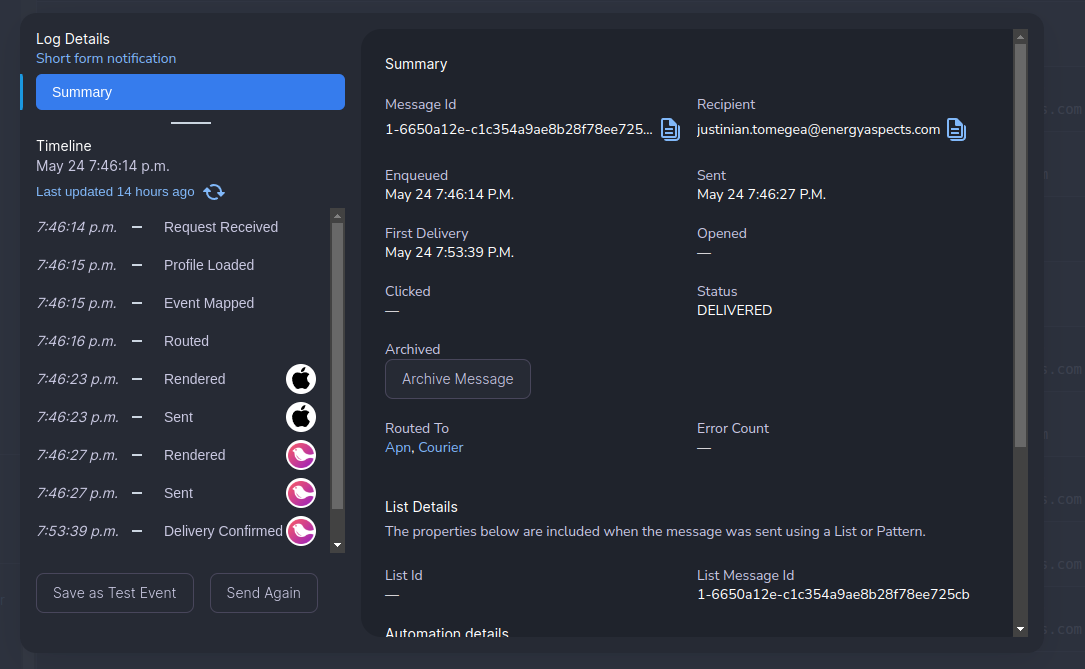 Log Details
Short form notification
Summary
Timeline
May 24 7:46:14 p.m.
Last updated 14 hours ago
7:46:14 p.m. — Request Received
7:46:15 p.m. — Profile Loaded
7:46:15 p.m. — Event Mapped
7:46:16 p.m. — Routed
7:46:23 p.m. — Rendered
7:46:23 p.m. — Sent
7:46:27 p.m. — Rendered
7:46:27 p.m. — Sent
7:53:39 p.m. — Delivery Confirmed
Save as Test Event
Send Again
Summary
Message Id
1-6650a12e-c1c354a9ae8b28f78ee725...
Recipient
justinian.tomegea@energyaspects.com
Enqueued
May 24 7:46:14 P.M.
Sent
May 24 7:46:27 P.M.
First Delivery
May 24 7:53:39 P.M.
Opened
—
Clicked
—
Status
DELIVERED
Archived
Archive Message
Routed To
Apn, Courier
Error Count
—
List Details
The properties below are included when the message was sent using a List or Pattern.
List Id
—
List Message Id
1-6650a12e-c1c354a9ae8b28f78ee725cb
Automation details